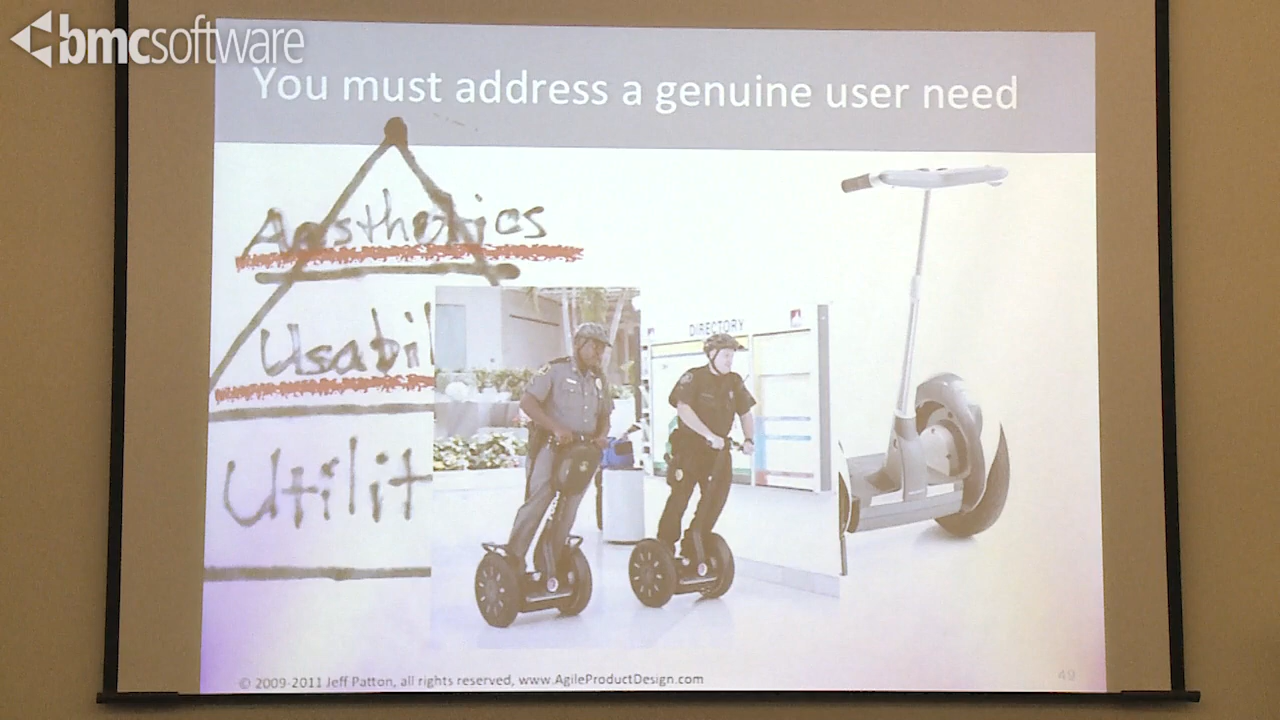 bmcsoftware
You must address a genuine user need
Aesthetics
Usabil
Utilit
DIRECTORY
© 2009-2011 Jeff Patton, all rights reserved, www.AgileProductDesign.com
49